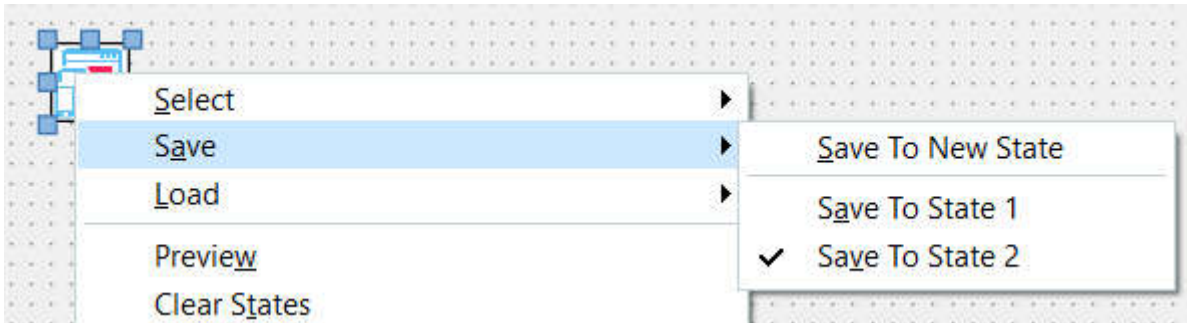 Select
Save
Load
Preview
Clear States
Save To New State
Save To State 1
Save To State 2